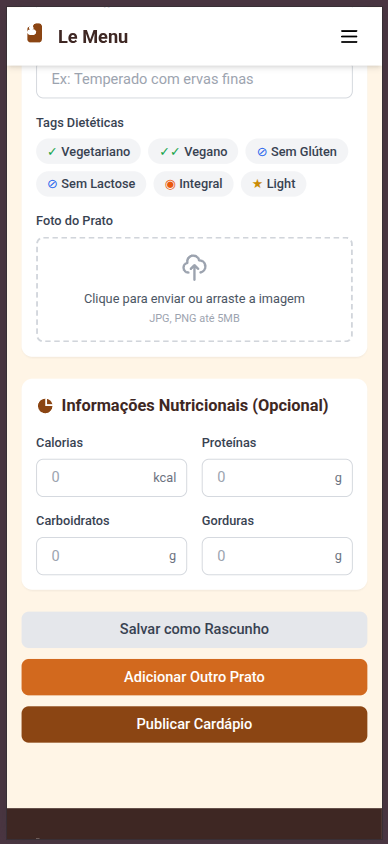 Le Menu
Ex: Temperado com ervas finas
Tags Dietéticas
✓ Vegetariano ✓✓ Vegano ⊘ Sem Glúten
⊘ Sem Lactose ◉ Integral ★ Light
Foto do Prato
Clique para enviar ou arraste a imagem
JPG, PNG até 5MB
Informações Nutricionais (Opcional)
Calorias Proteínas
0 kcal 0 g
Carboidratos Gorduras
0 g 0 g
Salvar como Rascunho
Adicionar Outro Prato
Publicar Cardápio